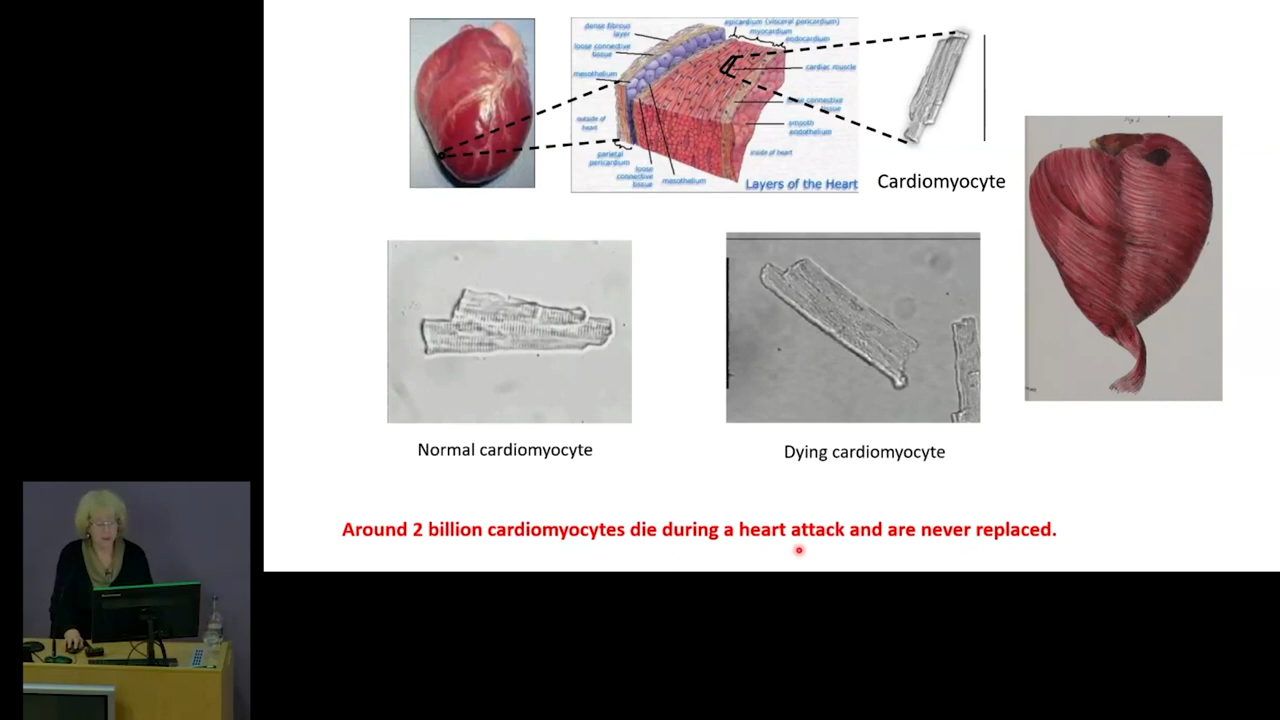 dense fibrous
layer
loose connective
tissue
mesothelium
outside of
heart
parietal
pericardium
loose
connective
tissue
mesothelium
epicardium (visceral pericardium)
myocardium
endocardium
cardiac muscle
connective
tissue
smooth
endothelium
inside of heart
Layers of the Heart
Cardiomyocyte
Normal cardiomyocyte
Dying cardiomyocyte
Around 2 billion cardiomyocytes die during a heart attack and are never replaced.